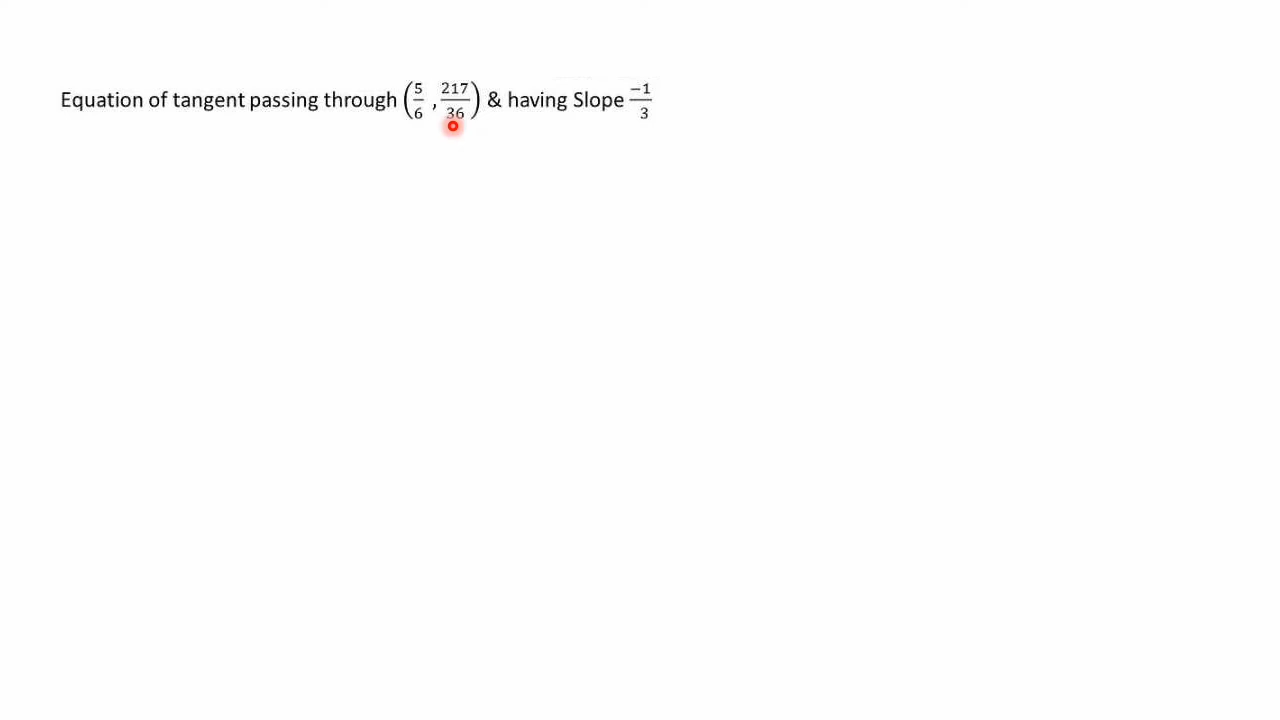 Equation of tangent passing through (5/6 , 217/36) & having Slope −1/3